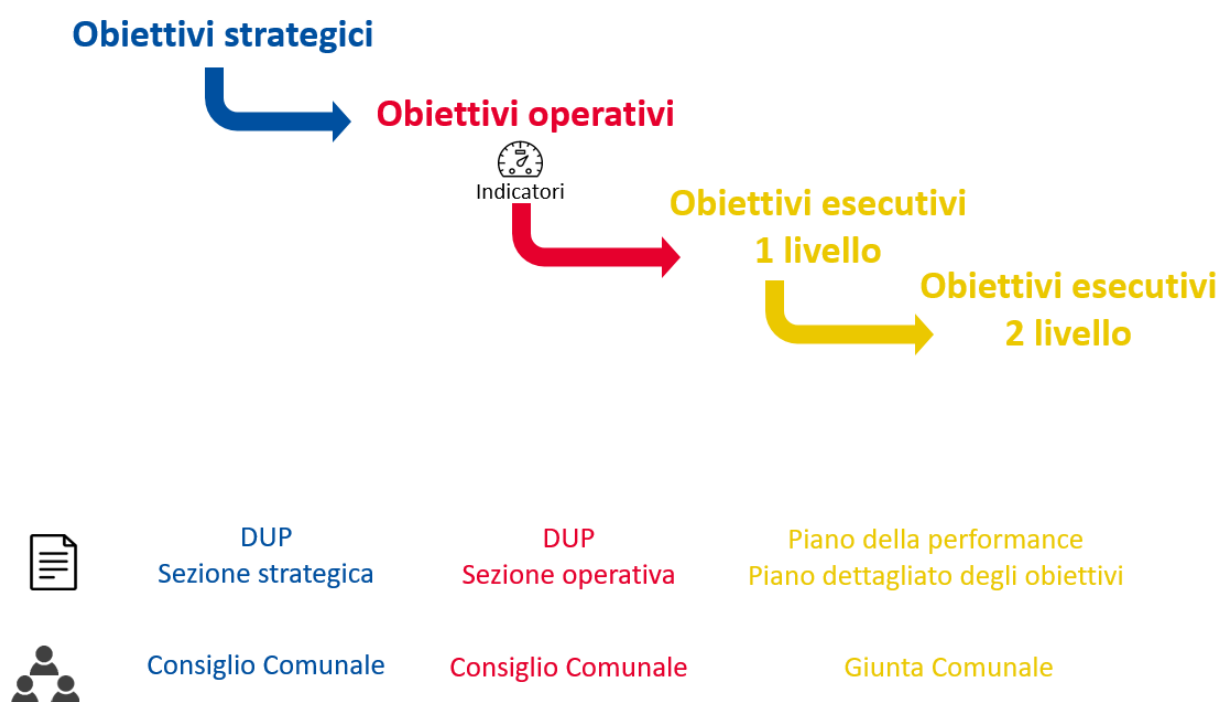 Obiettivi strategici
Obiettivi operativi
Indicatori
Obiettivi esecutivi
1 livello
Obiettivi esecutivi
2 livello
DUP
Sezione strategica
DUP
Sezione operativa
Piano della performance
Piano dettagliato degli obiettivi
Consiglio Comunale
Consiglio Comunale
Giunta Comunale